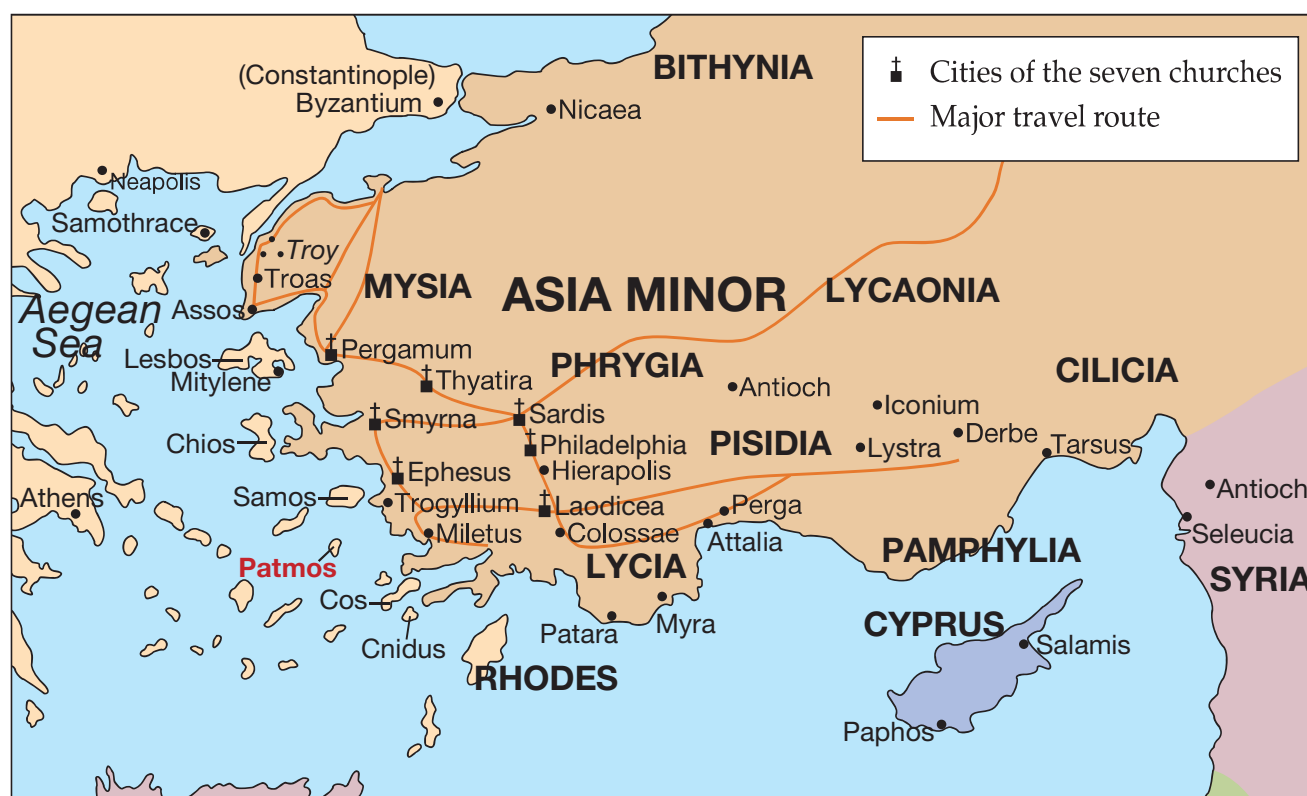 BITHYNIA
† Cities of the seven churches
Major travel route
(Constantinople)
Byzantium
Nicaea
Neapolis
Samothrace
Troy
Troas
MYSIA
ASIA MINOR
LYCAONIA
Aegean
Sea
Assos
Pergamum
Lesbos
Mitylene
Thyatira
PHRYGIA
Antioch
CILICIA
Smyrna
Sardis
Iconium
Chios
Philadelphia
PISIDIA
Lystra
Derbe
Tarsus
Ephesus
Hierapolis
Athens
Samos
Trogyllium
Laodicea
Perga
Antioch
Miletus
Colossae
Attalia
Seleucia
Patmos
LYCIA
PAMPHYLIA
SYRIA
Cos
Cnidus
Patara
Myra
CYPRUS
Salamis
RHODES
Paphos